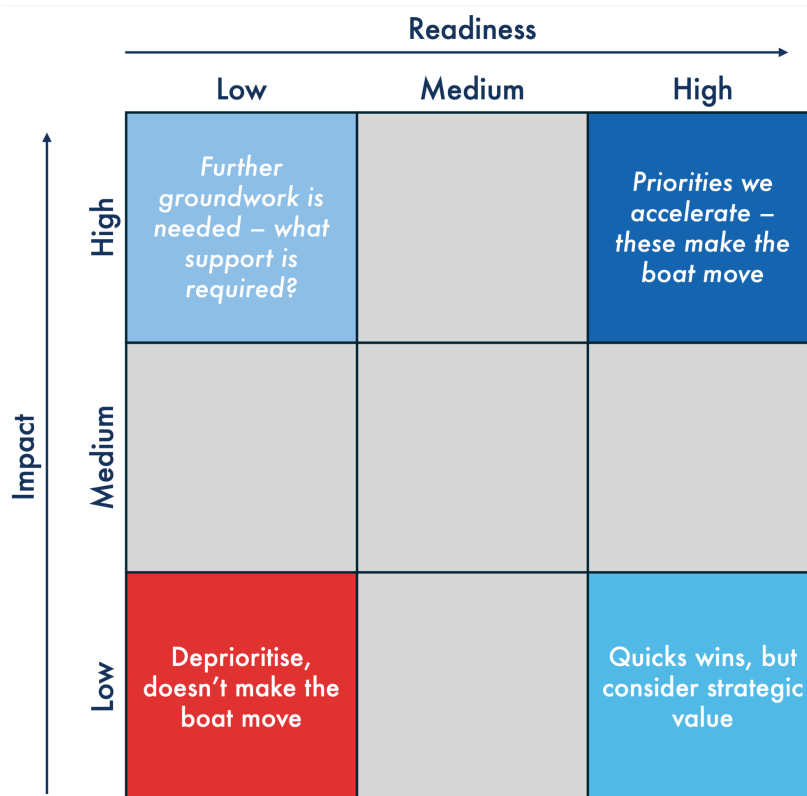 Readiness
Low
Medium
High
Impact
High
Further
groundwork is
needed – what
support is
required?
Priorities we
accelerate –
these make the
boat move
Medium
Low
Deprioritise,
doesn't make the
boat move
Quicks wins, but
consider strategic
value